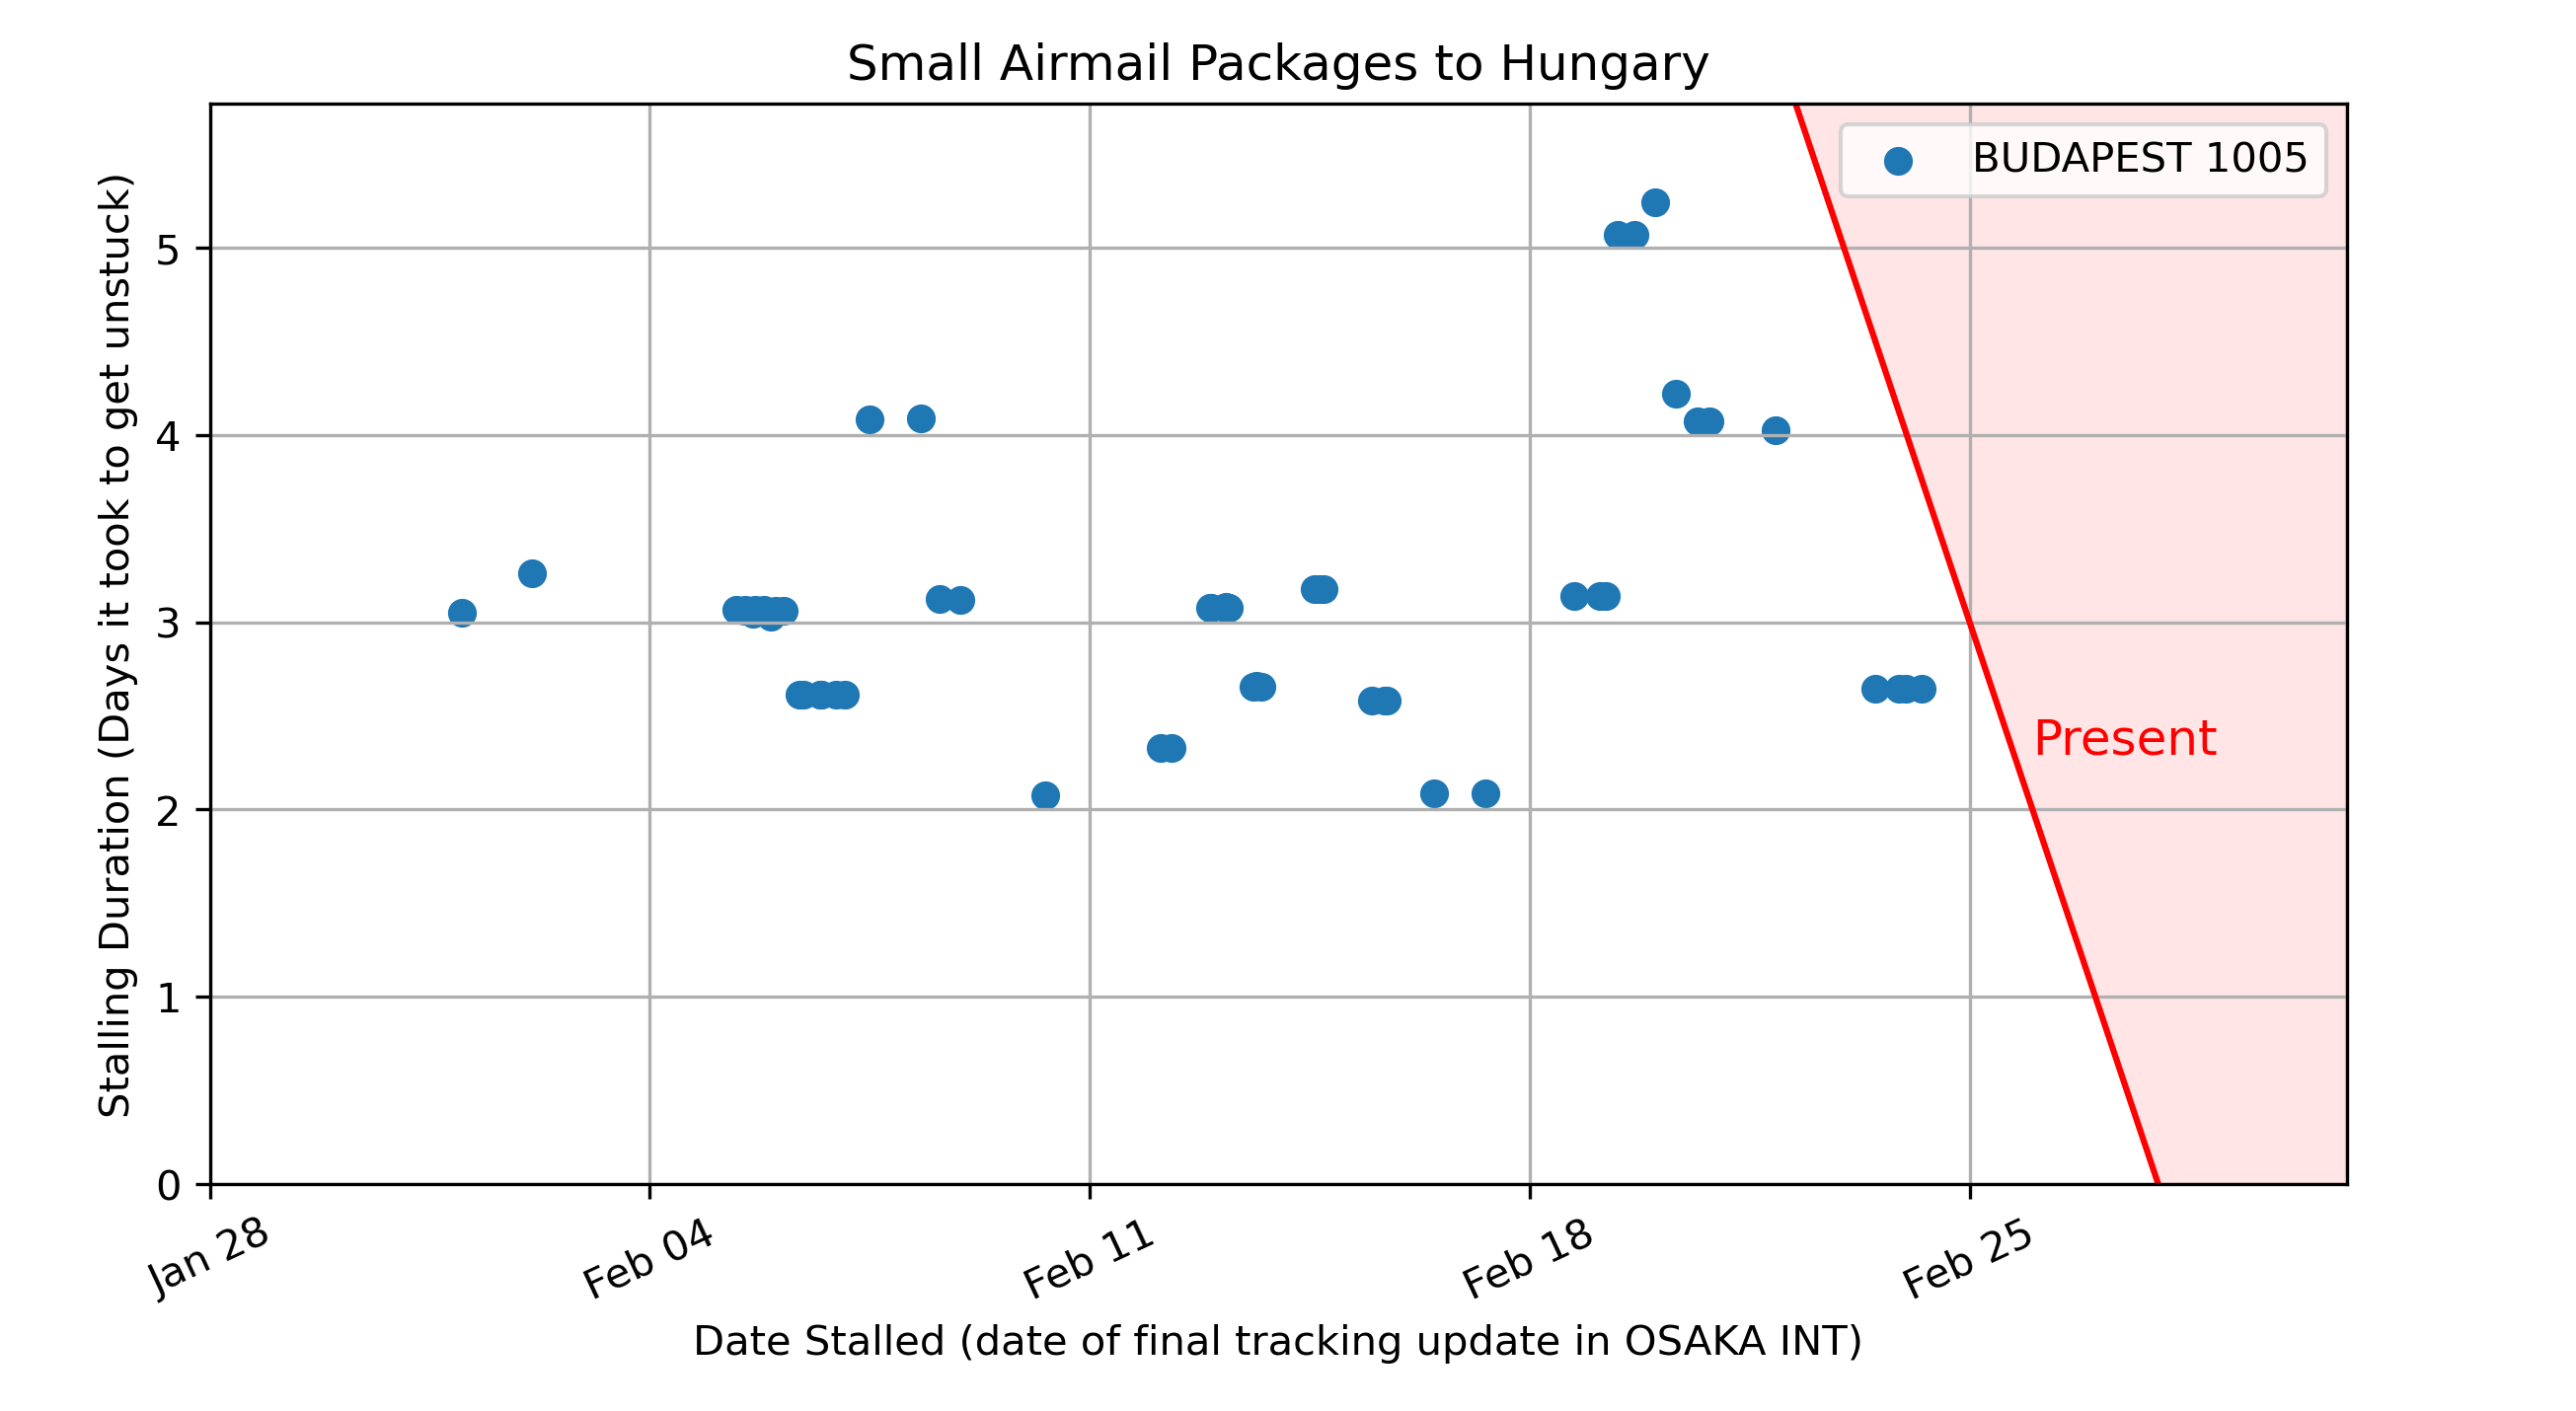 Small Airmail Packages to Hungary
BUDAPEST 1005
Stalling Duration (Days it took to get unstuck)
5
4
3
2
1
0
Present
Jan 28
Feb 04
Feb 11
Feb 18
Feb 25
Date Stalled (date of final tracking update in OSAKA INT)